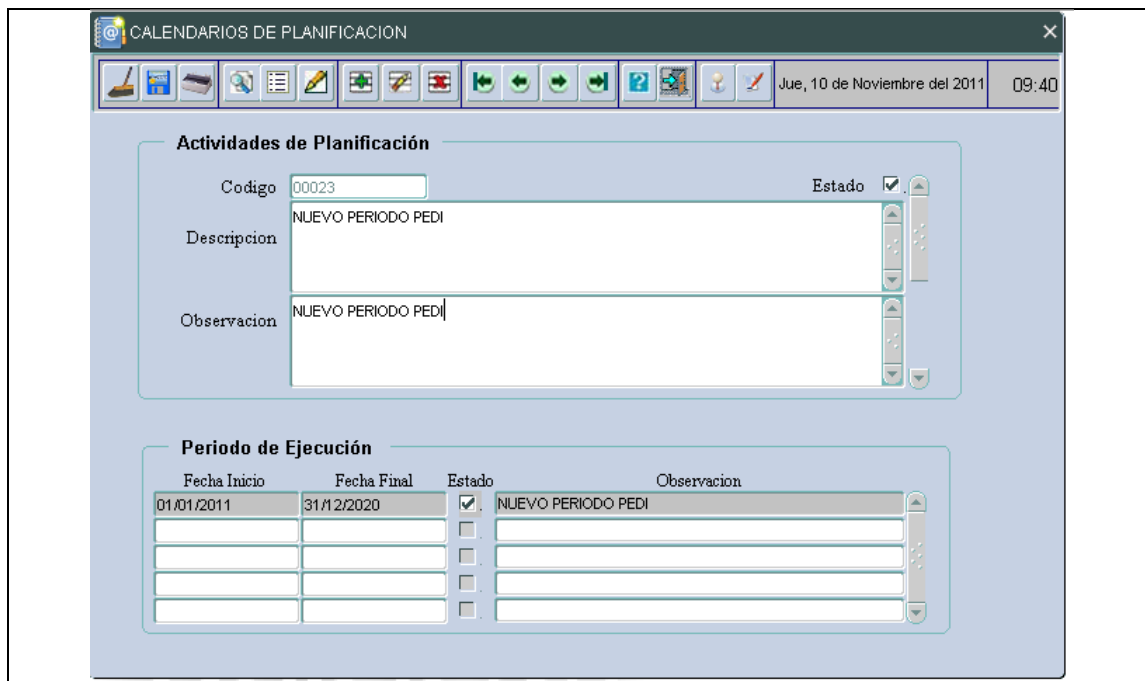 CALENDARIOS DE PLANIFICACION
Jue, 10 de Noviembre del 2011 09:40
Actividades de Planificación
Codigo 00023 Estado
Descripcion NUEVO PERIODO PEDI
Observacion NUEVO PERIODO PEDI
Periodo de Ejecución
Fecha Inicio Fecha Final Estado Observacion
01/01/2011 31/12/2020 NUEVO PERIODO PEDI